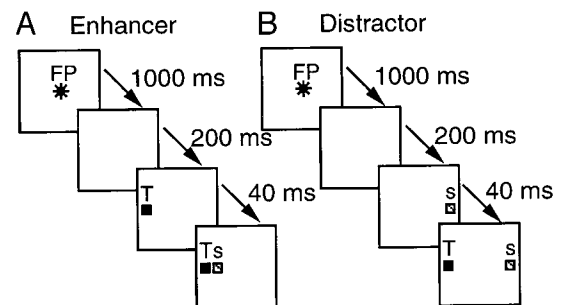 A Enhancer
FP
1000 ms
200 ms
T
40 ms
Ts
B Distractor
FP
1000 ms
200 ms
s
40 ms
T s